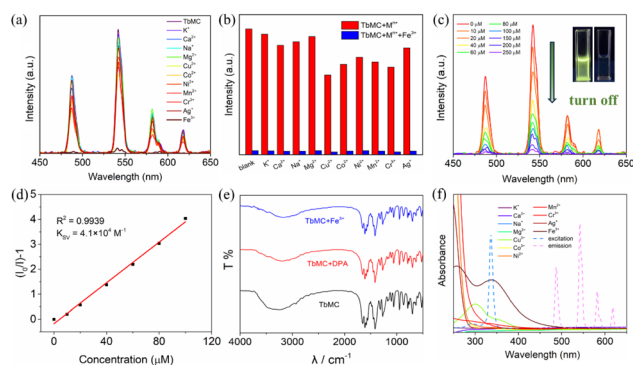 (a)
TbMC
K⁺
Ca²⁺
Na⁺
Mg²⁺
Cu²⁺
Co²⁺
Ni²⁺
Mn²⁺
Cr³⁺
Ag⁺
Fe³⁺
Intensity (a.u.)
450 500 550 600 650
Wavelength (nm)
(b)
TbMC+Mⁿ⁺
TbMC+Mⁿ⁺+Fe³⁺
Intensity (a.u.)
blank K⁺ Ca²⁺ Na⁺ Mg²⁺ Cu²⁺ Co²⁺ Ni²⁺ Mn²⁺ Cr³⁺ Ag⁺
(c)
0 μM 80 μM
10 μM 100 μM
20 μM 150 μM
40 μM 200 μM
60 μM 250 μM
turn off
Intensity (a.u.)
450 500 550 600 650
Wavelength (nm)
(d)
R² = 0.9939
K_SV = 4.1×10⁴ M⁻¹
(I₀/I)-1
5
4
3
2
1
0
0 20 40 60 80 100 120
Concentration (μM)
(e)
TbMC+Fe³⁺
TbMC+DPA
TbMC
T %
4000 3000 2000 1000
λ / cm⁻¹
(f)
K⁺ Mn²⁺
Ca²⁺ Cr³⁺
Na⁺ Ag⁺
Mg²⁺ Fe³⁺
Cu²⁺ excitation
Co²⁺ emission
Ni²⁺
Absorbance
300 400 500 600
Wavelength (nm)